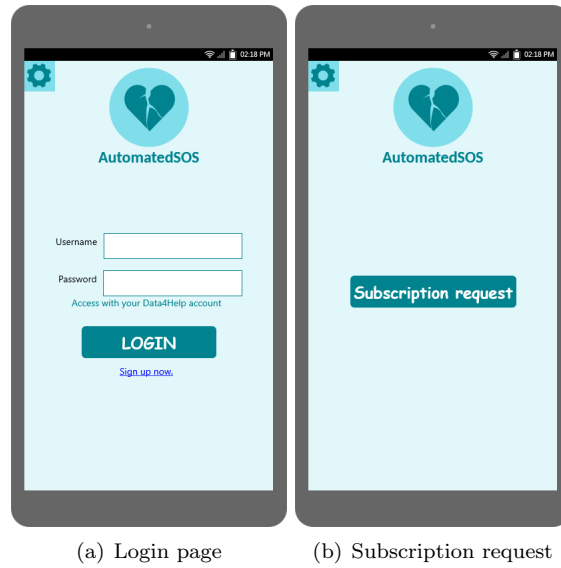 02:18 PM
AutomatedSOS
Username
Password
Access with your Data4Help account
LOGIN
Sign up now.
(a) Login page
02:18 PM
AutomatedSOS
Subscription request
(b) Subscription request